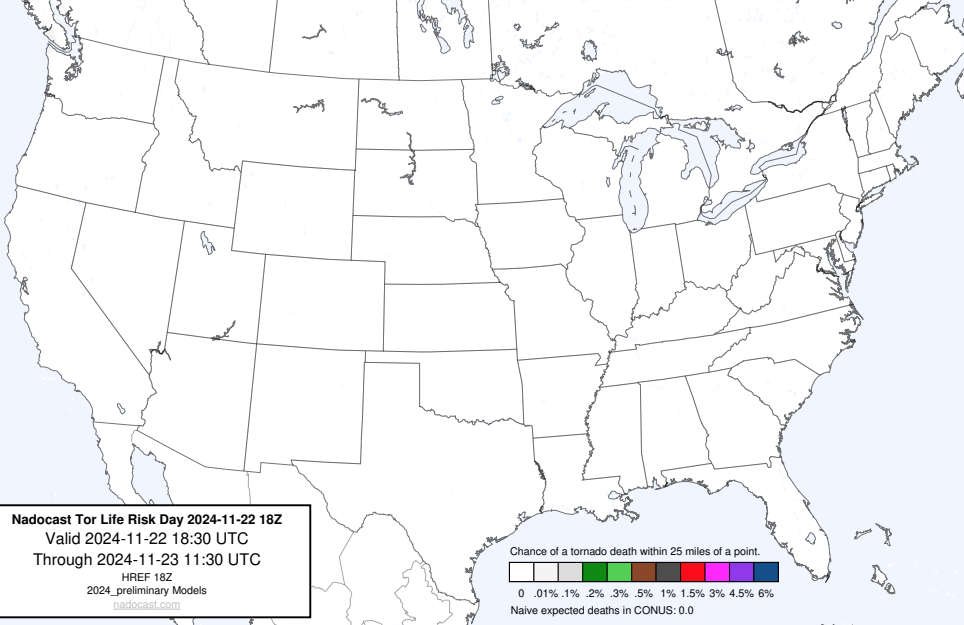 Nadocast Tor Life Risk Day 2024-11-22 18Z
Valid 2024-11-22 18:30 UTC
Through 2024-11-23 11:30 UTC
HREF 18Z
2024_preliminary Models
nadocast.com
Chance of a tornado death within 25 miles of a point.
0 .01% .1% .2% .3% .5% 1% 1.5% 3% 4.5% 6%
Naive expected deaths in CONUS: 0.0